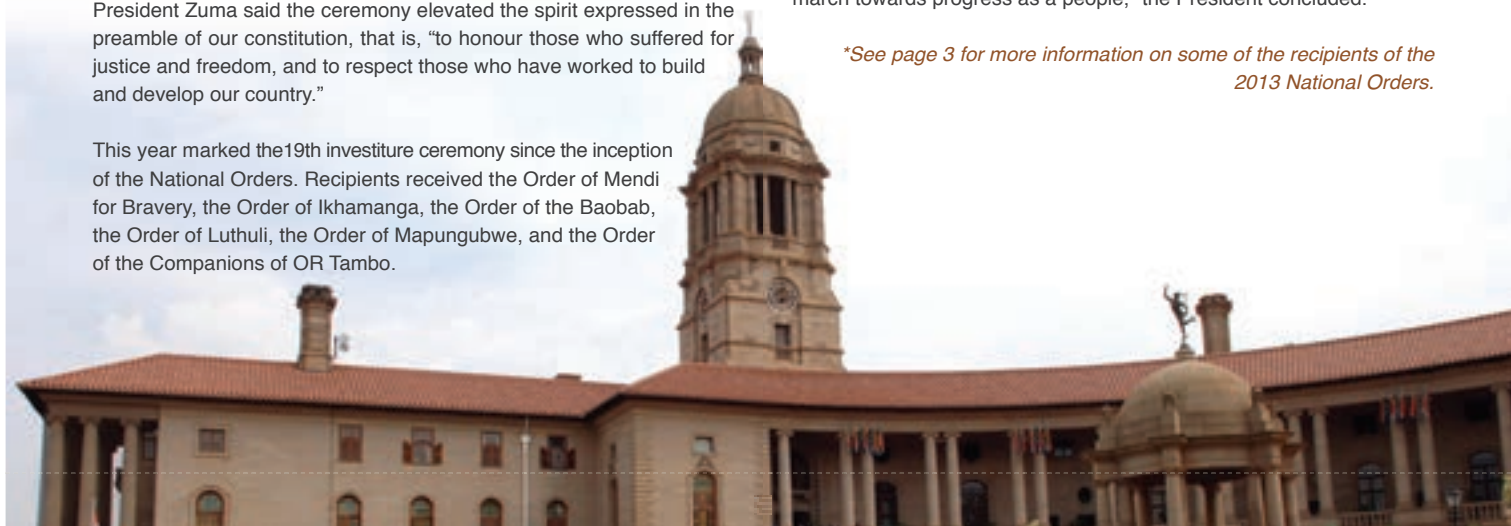 President Zuma said the ceremony elevated the spirit expressed in the
preamble of our constitution, that is, “to honour those who suffered for
justice and freedom, and to respect those who have worked to build
and develop our country.”
This year marked the19th investiture ceremony since the inception
of the National Orders. Recipients received the Order of Mendi
for Bravery, the Order of Ikhamanga, the Order of the Baobab,
the Order of Luthuli, the Order of Mapungubwe, and the Order
of the Companions of OR Tambo.
march towards progress as a people,” the President concluded.
*See page 3 for more information on some of the recipients of the
2013 National Orders.